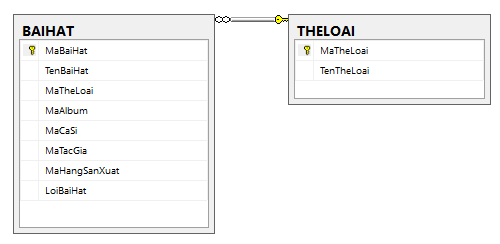 BAIHAT
MaBaiHat
TenBaiHat
MaTheLoai
MaAlbum
MaCaSi
MaTacGia
MaHangSanXuat
LoiBaiHat
THELOAI
MaTheLoai
TenTheLoai